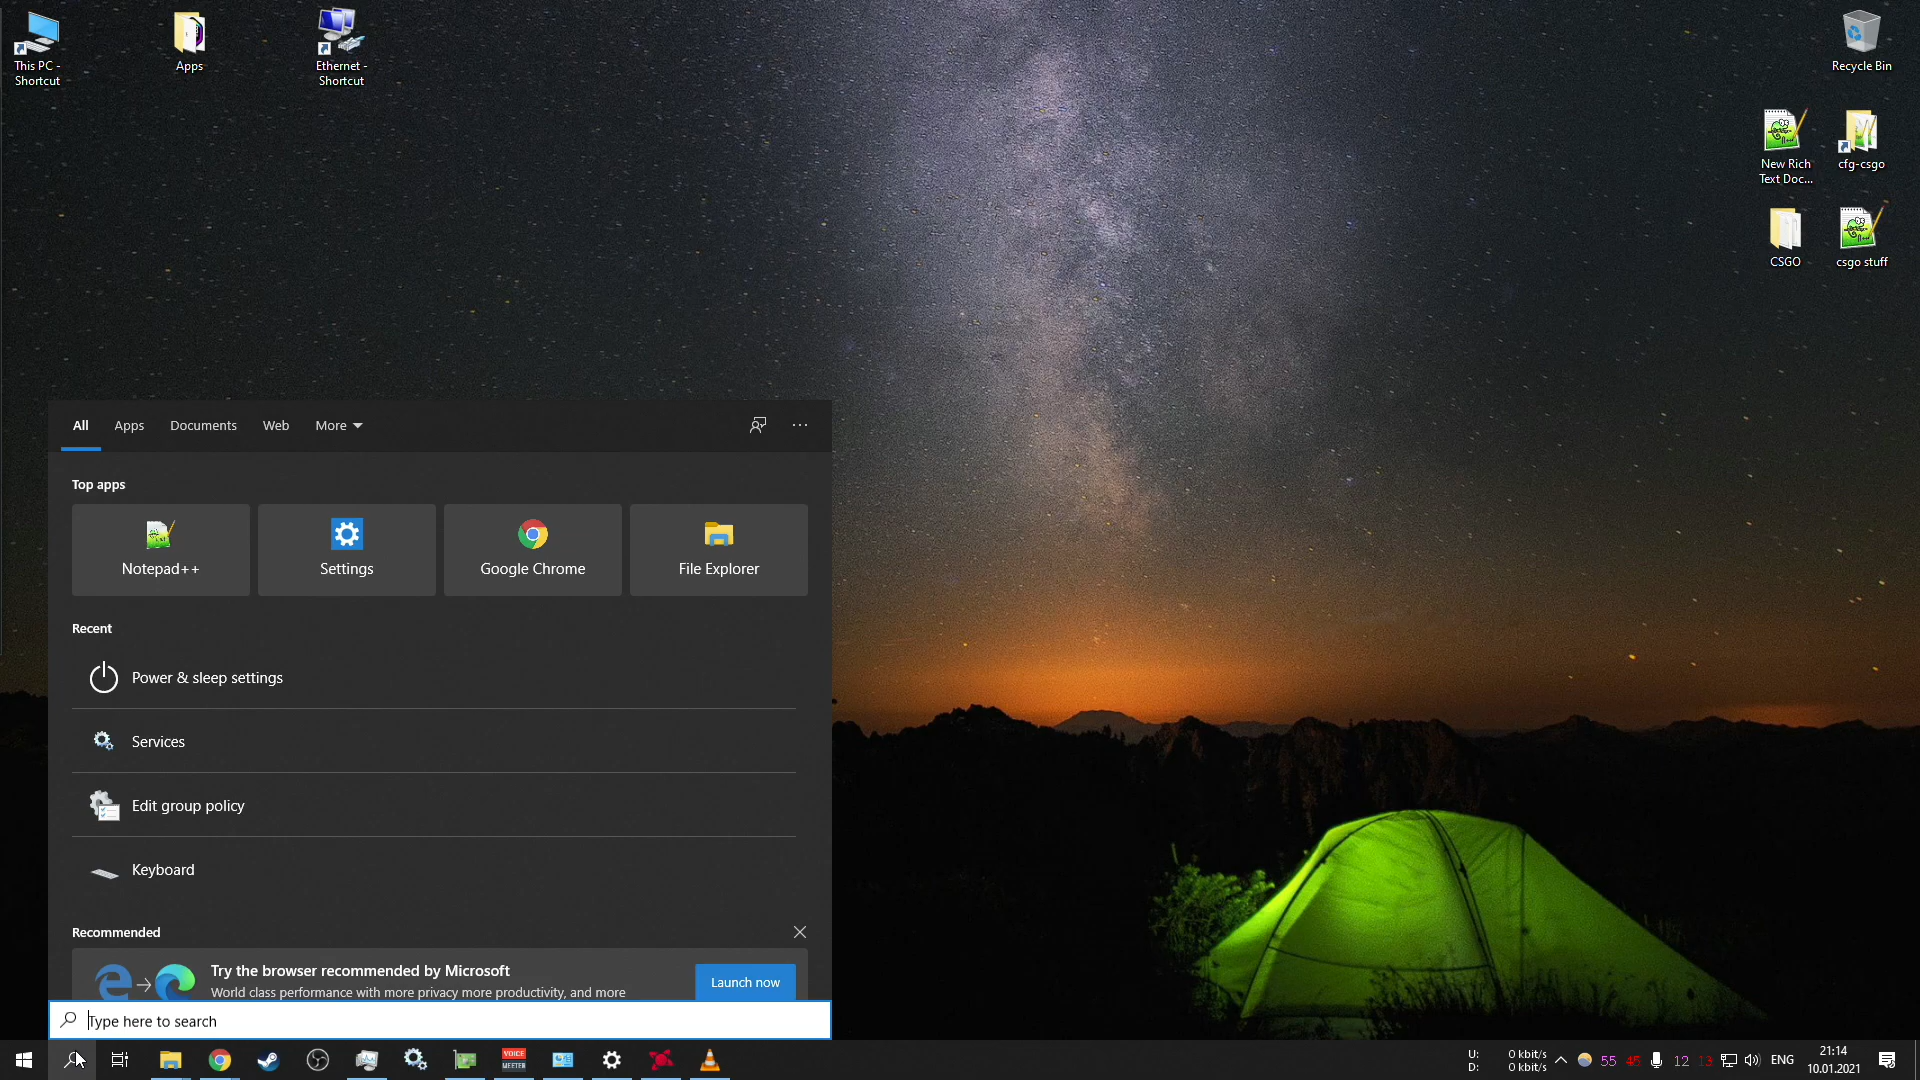 This PC -
Shortcut
Apps
Ethernet -
Shortcut
Recycle Bin
New Rich
Text Doc...
cfg-csgo
CSGO
csgo stuff
All
Apps
Documents
Web
More
Top apps
Notepad++
Settings
Google Chrome
File Explorer
Recent
Power & sleep settings
Services
Edit group policy
Keyboard
Recommended
Try the browser recommended by Microsoft
World class performance with more privacy more productivity, and more
Launch now
Type here to search
VOICE
MEETER
U: 0 kbit/s
D: 0 kbit/s
55
45
12
13
ENG
21:14
10.01.2021